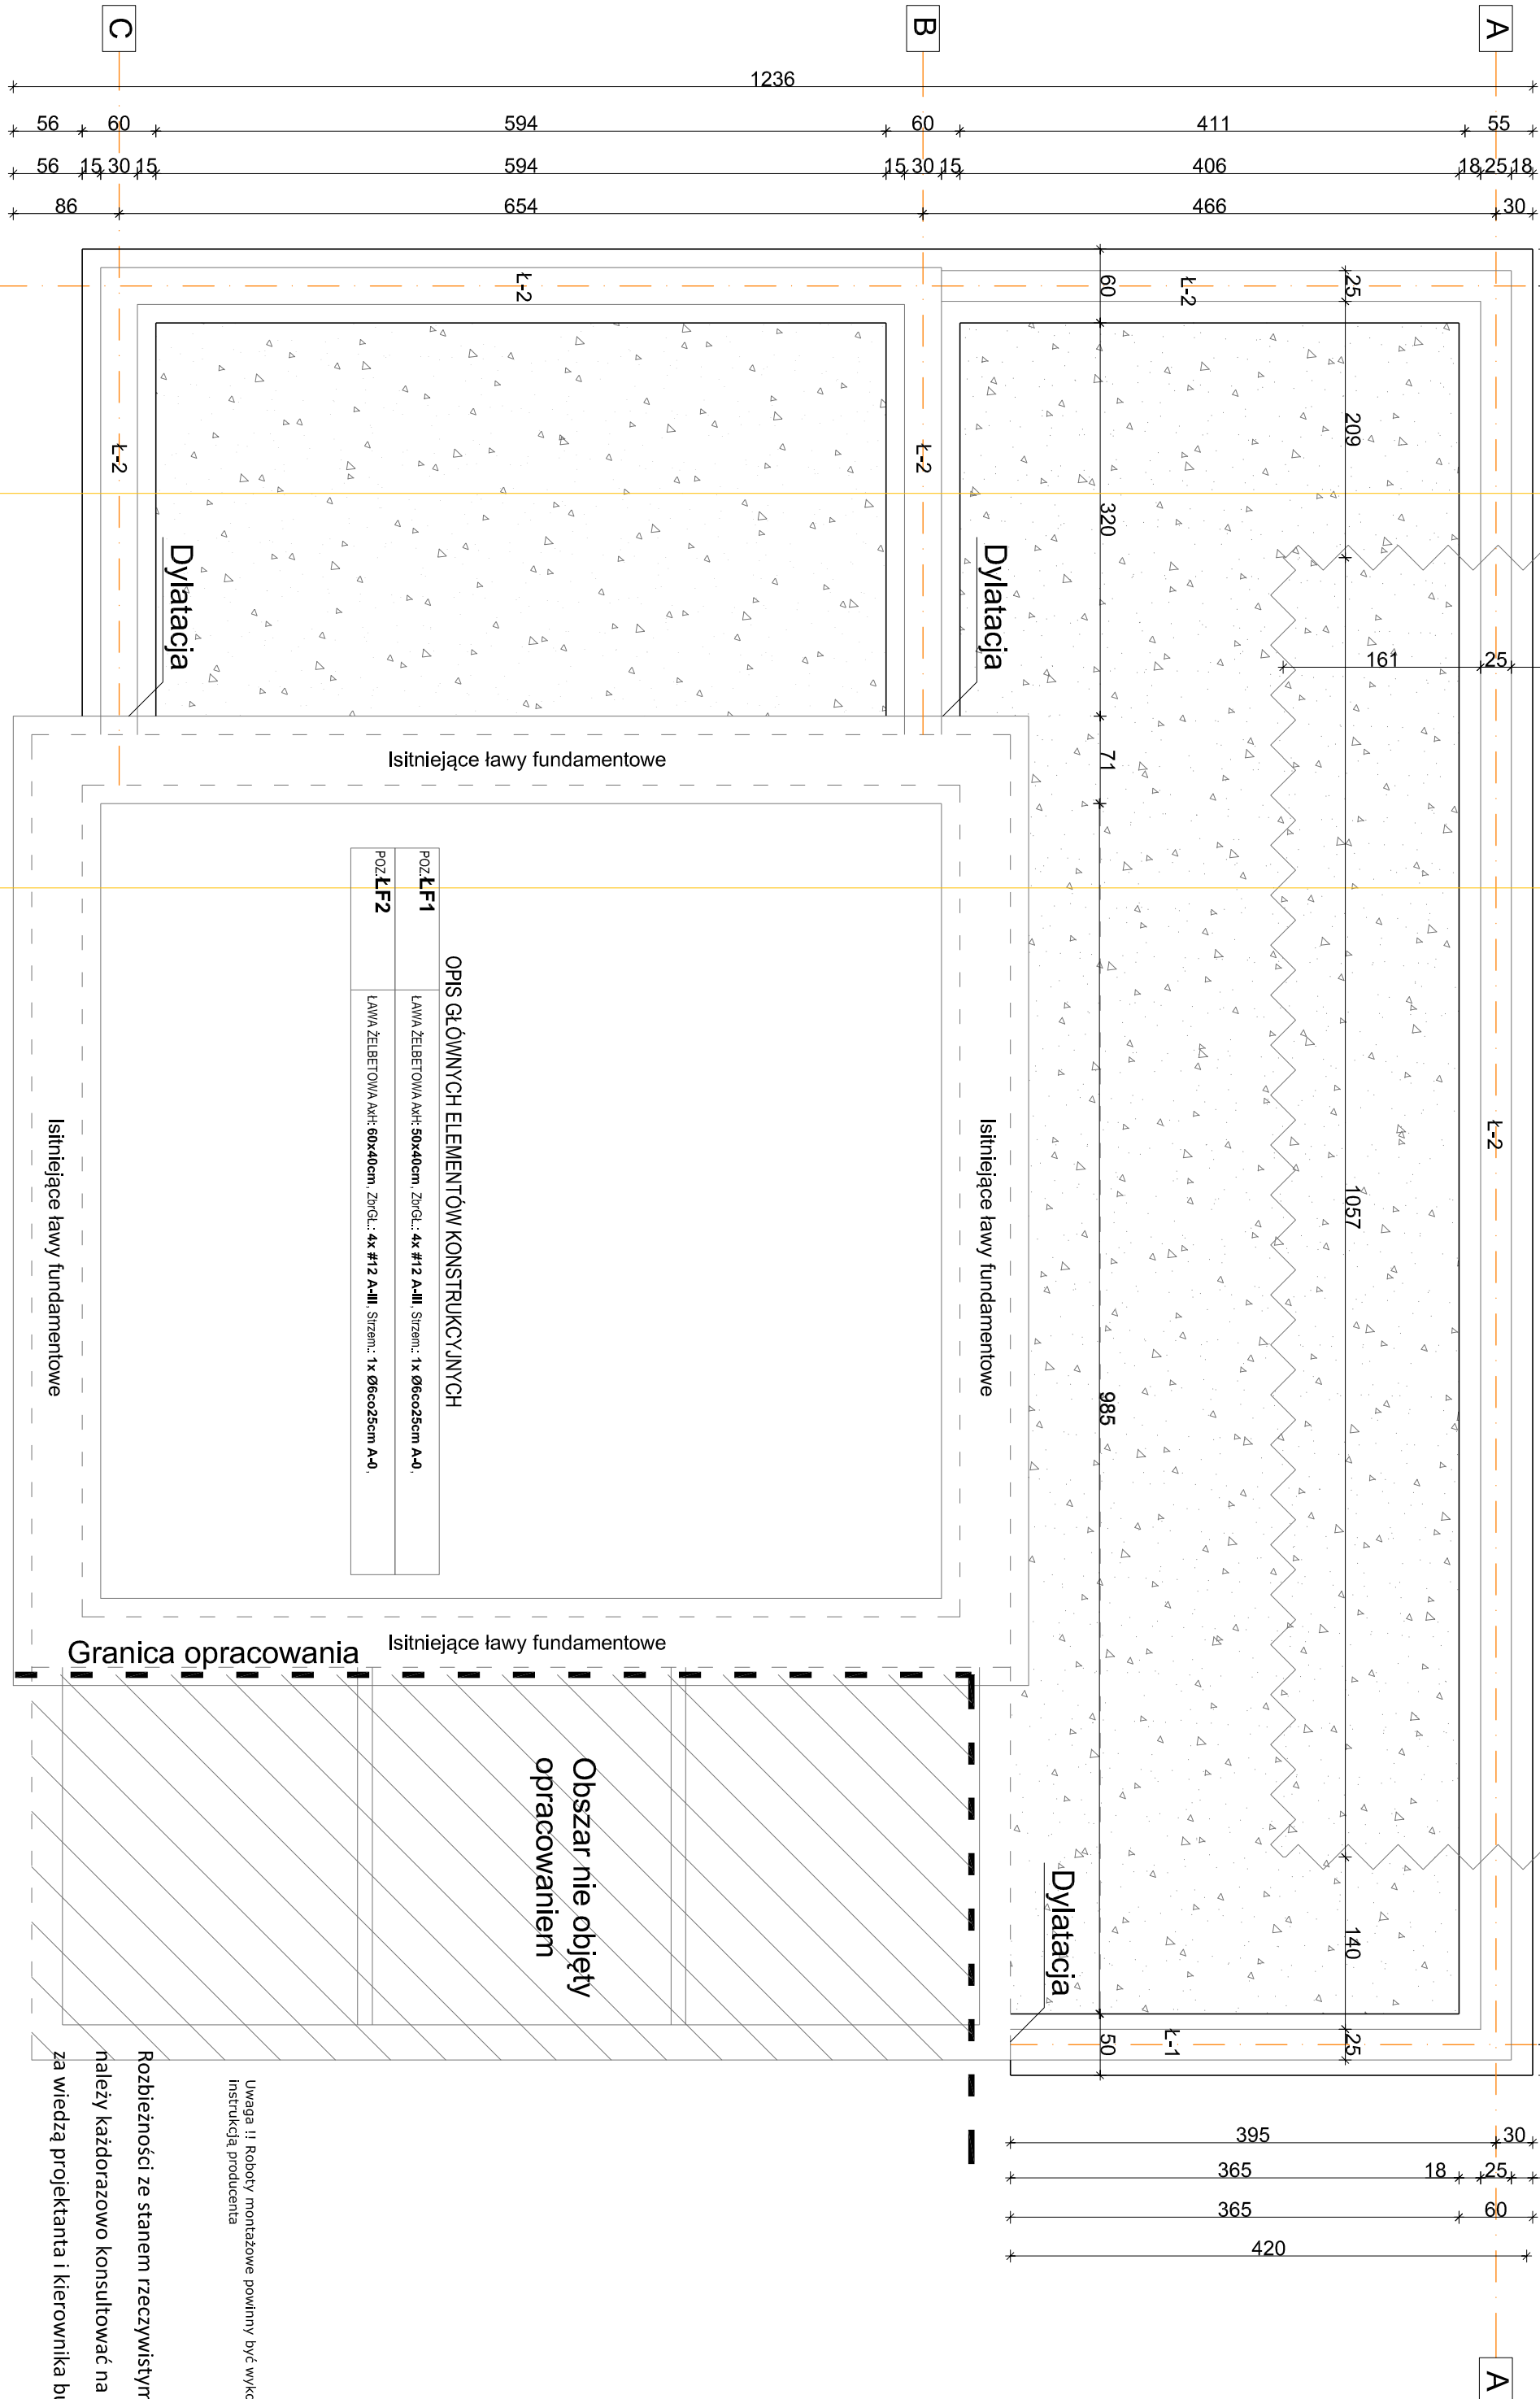 C
B
A
1236
56
60
594
60
411
55
56
15
30
15
594
15
30
15
406
18
25
18
86
654
466
30
Ł-2
60
Ł-2
25
Ł-2
Ł-2
320
209
Dylatacja
Dylatacja
161
25
71
Isitniejące ławy fundamentowe
OPIS GŁÓWNYCH ELEMENTÓW KONSTRUKCYJNYCH
POZ.ŁF1
ŁAWA ŻELBETOWA AxH: 50x40cm, ZbrGŁ.: 4x #12 A-III, Strzem.: 1x Ø6co25cm A-0,
POZ.ŁF2
ŁAWA ŻELBETOWA AxH: 60x40cm, ZbrGŁ.: 4x #12 A-III, Strzem.: 1x Ø6co25cm A-0,
Isitniejące ławy fundamentowe
Isitniejące ławy fundamentowe
Ł-2
1057
985
Isitniejące ławy fundamentowe
Granica opracowania
Obszar nie objęty
opracowaniem
Dylatacja
140
50
Ł-1
25
395
30
365
18
25
365
60
420
Uwaga !! Roboty montażowe powinny być
instrukcją producenta
Rozbieżności ze stanem rzeczywistym
należy każdorazowo konsultować na
za wiedzą projektanta i kierownika
A